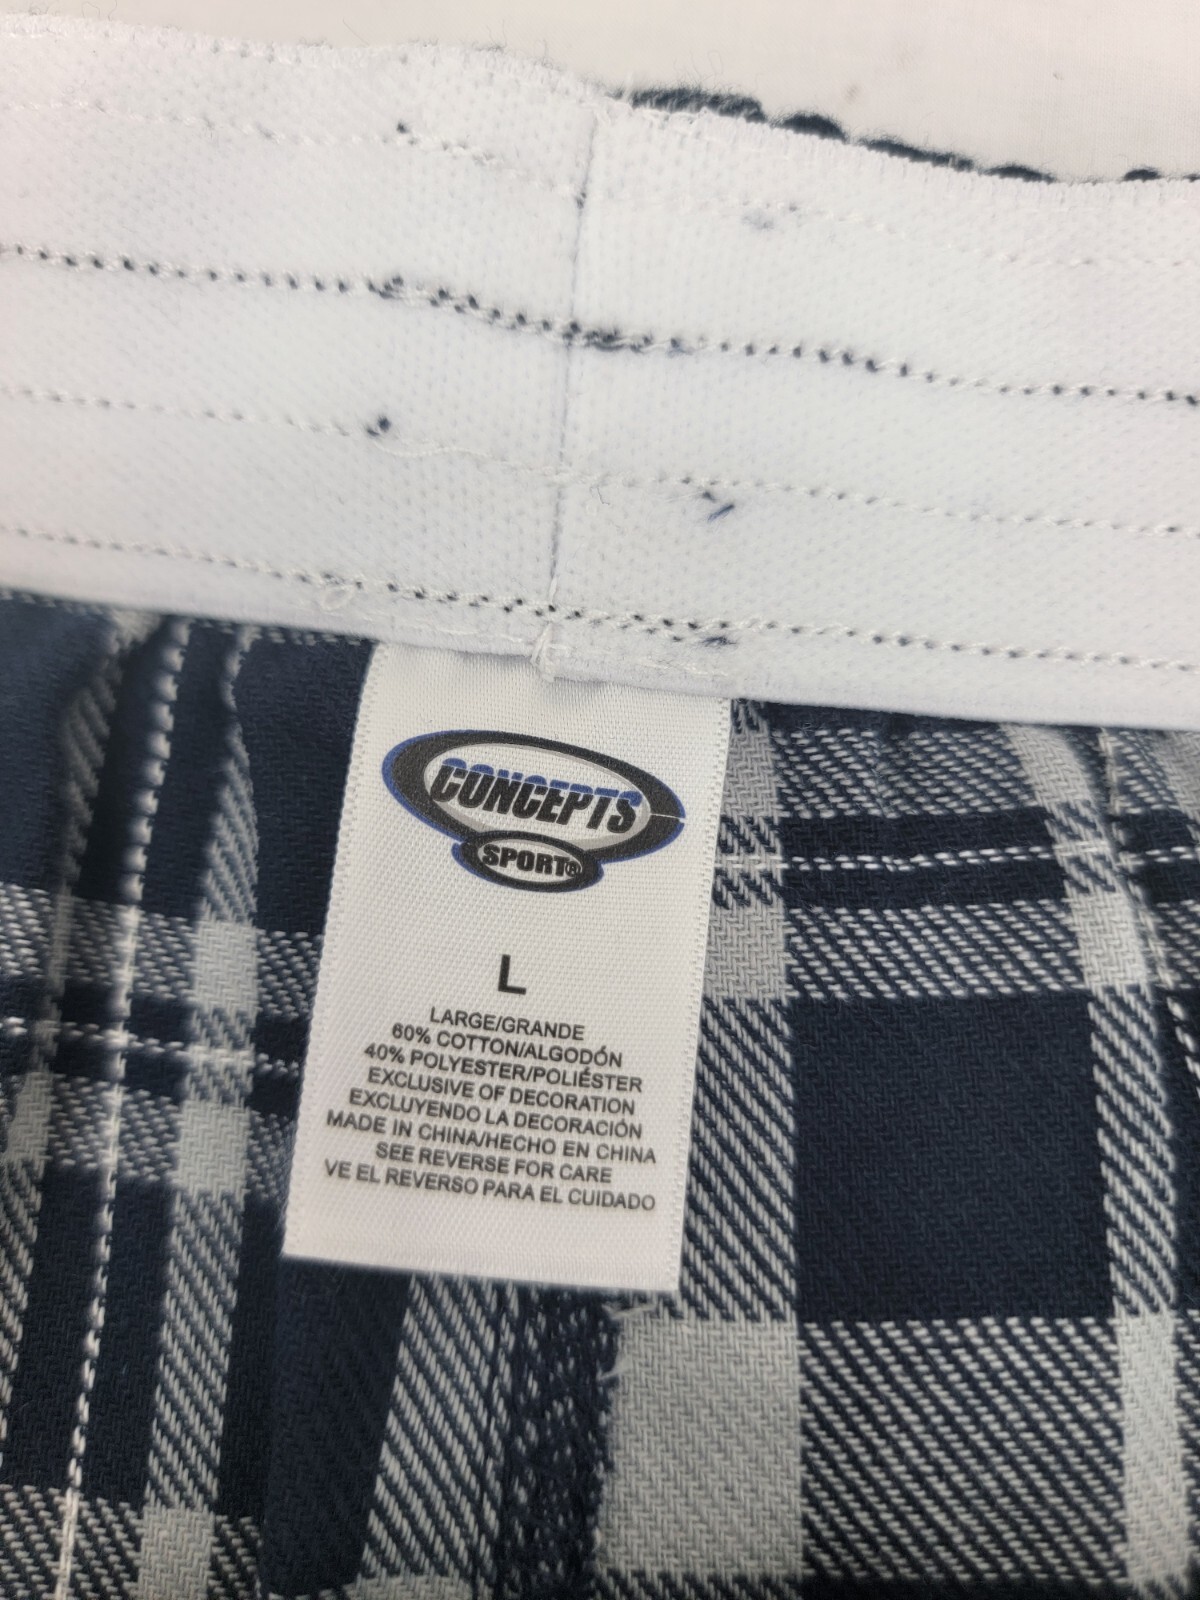 CONCEPTS
SPORT®
L
LARGE/GRANDE
60% COTTON/ALGODÓN
40% POLYESTER/POLIÉSTER
EXCLUSIVE OF DECORATION
EXCLUYENDO LA DECORACIÓN
MADE IN CHINA/HECHO EN CHINA
SEE REVERSE FOR CARE
VE EL REVERSO PARA EL CUIDADO